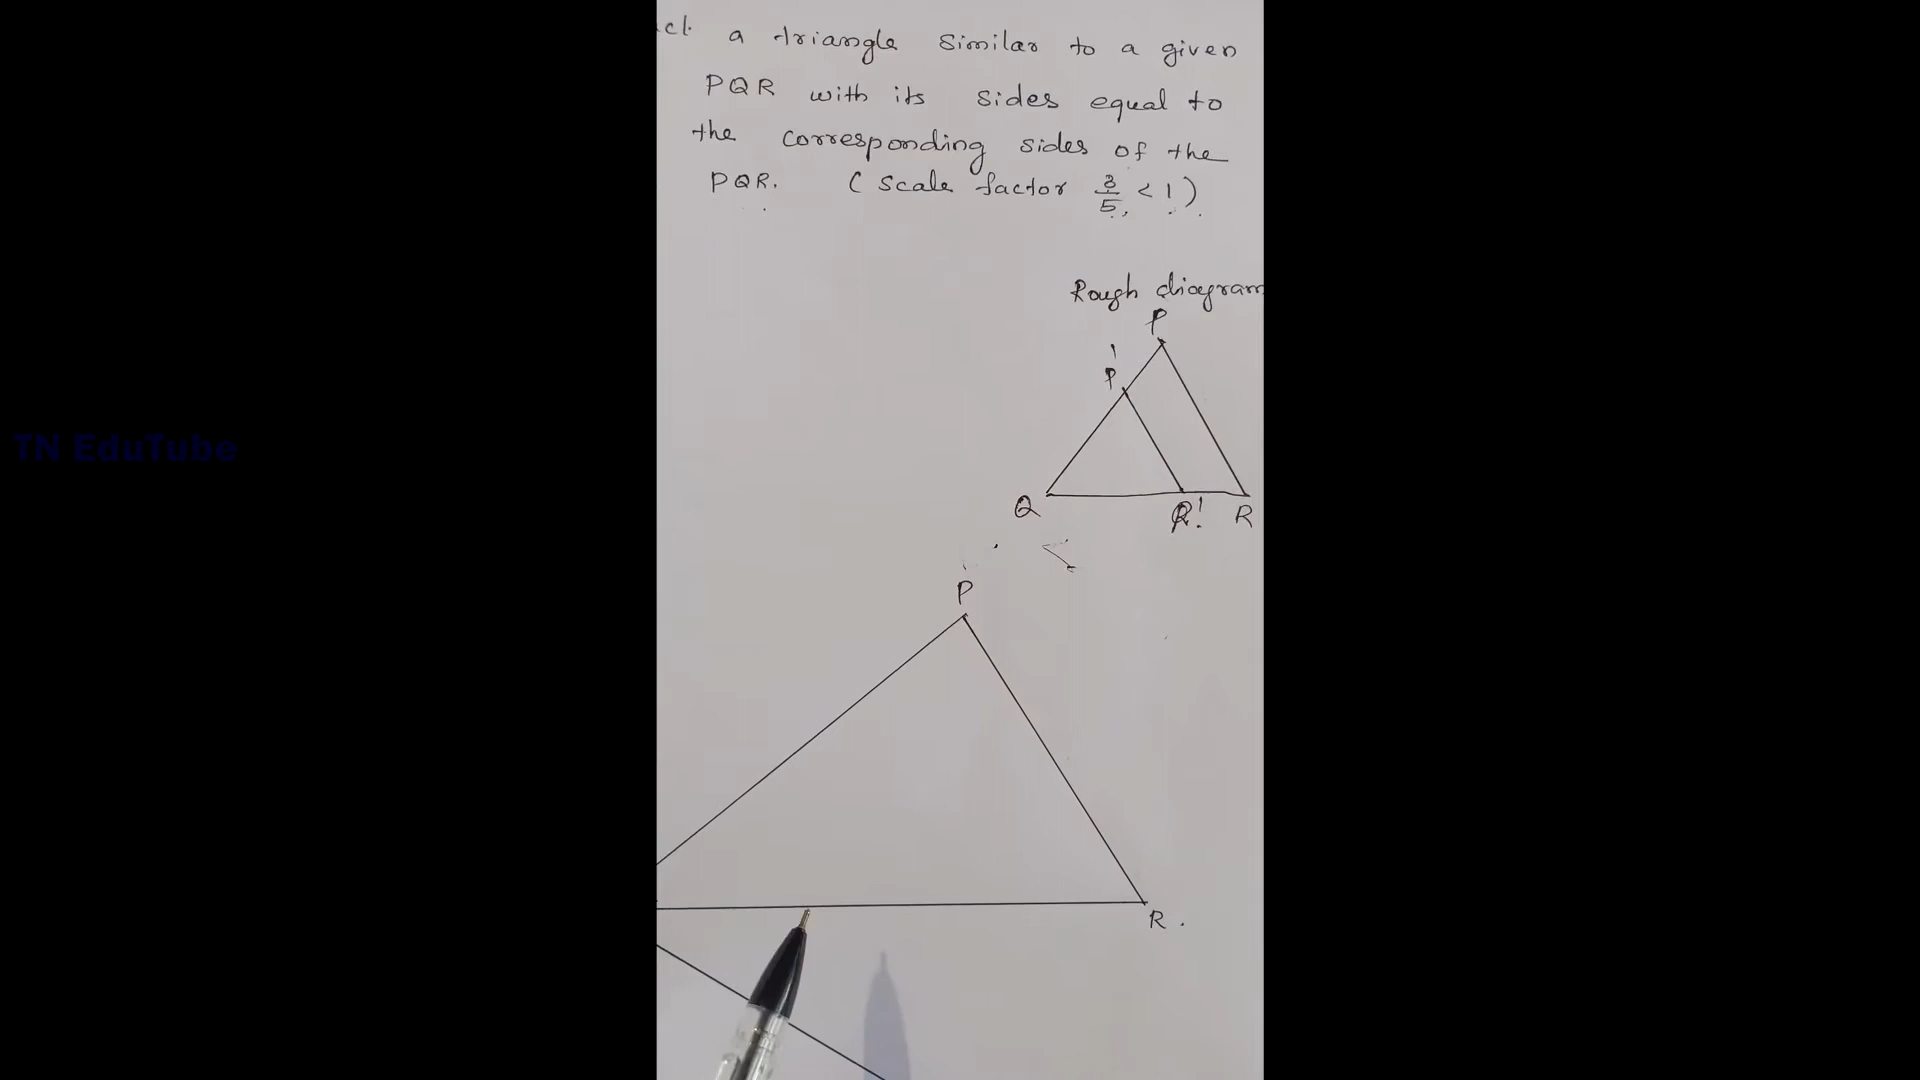 ct. a triangle similar to a given
PQR with its sides equal to
the corresponding sides of the
PQR. ( Scale factor 3/5 < 1 )
Rough diagram
P
P'
Q R' R
P
R.
TN EduTube